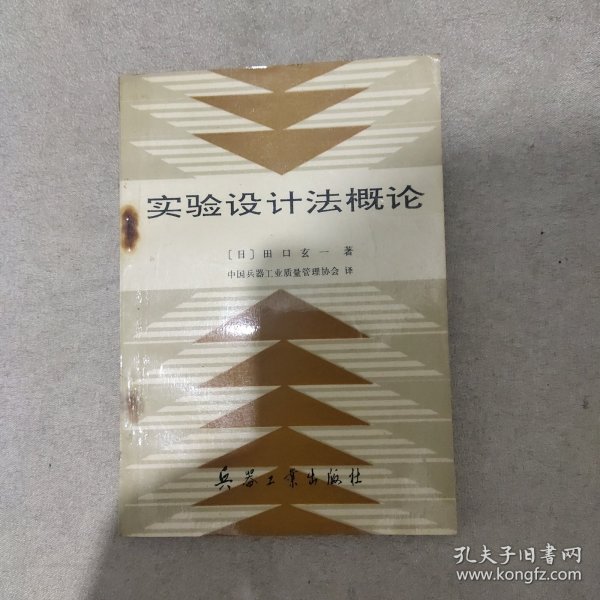 实验设计法概论
〔日〕田口玄一 著
中国兵器工业质量管理协会 译
兵器工业出版社
孔夫子旧书网
www.kongfz.com